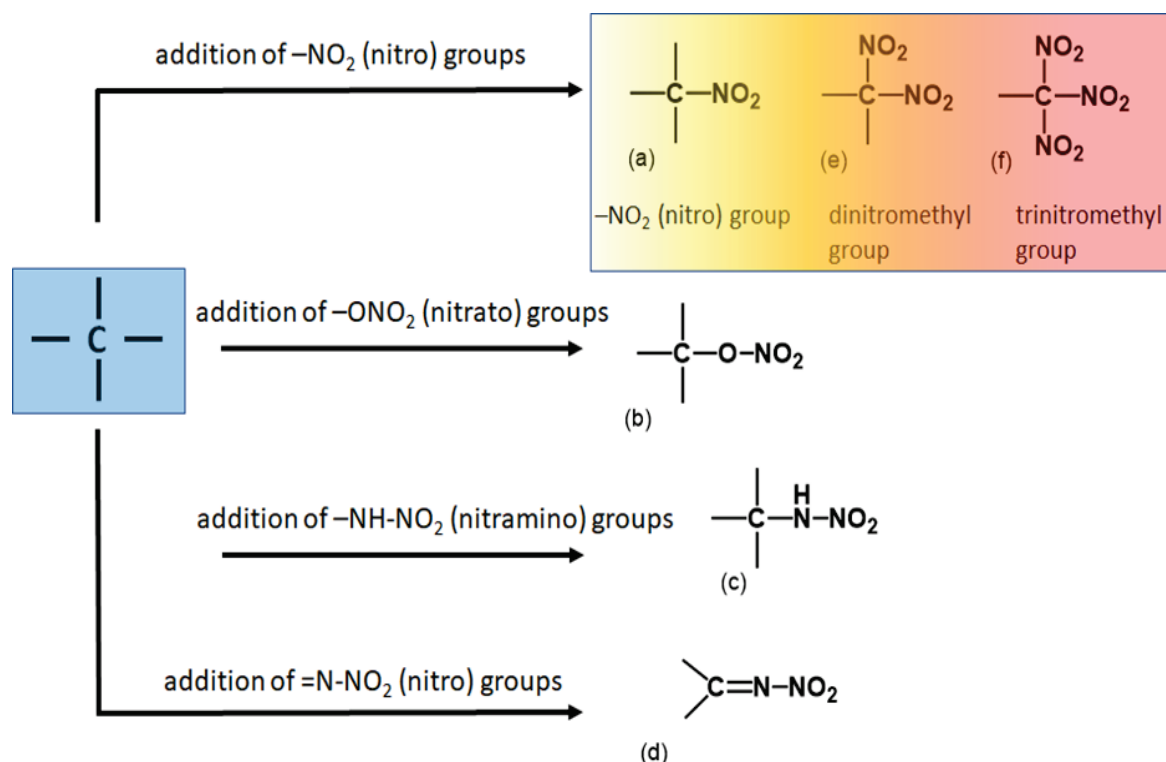 addition of –NO₂ (nitro) groups
C–NO₂
(a)
–NO₂ (nitro) group
NO₂
C–NO₂
(e)
dinitromethyl
group
NO₂
C–NO₂
NO₂
(f)
trinitromethyl
group
C
addition of –ONO₂ (nitrato) groups
C–O–NO₂
(b)
addition of –NH-NO₂ (nitramino) groups
H
C–N–NO₂
(c)
addition of =N-NO₂ (nitro) groups
C=N–NO₂
(d)